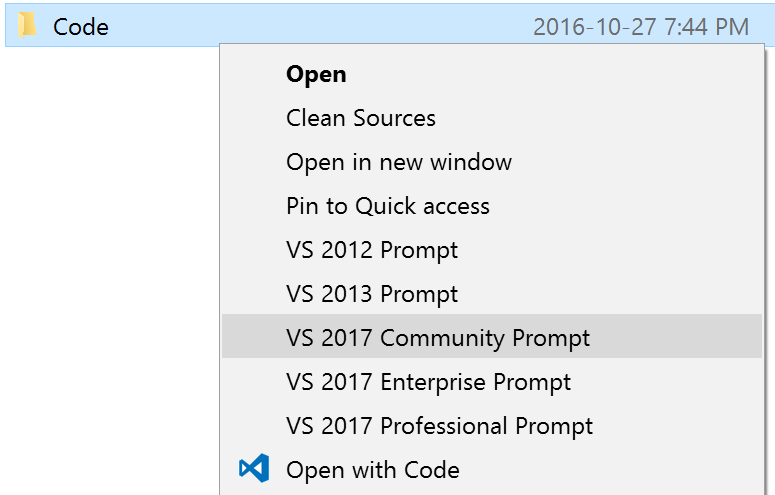 Code 2016-10-27 7:44 PM
Open
Clean Sources
Open in new window
Pin to Quick access
VS 2012 Prompt
VS 2013 Prompt
VS 2017 Community Prompt
VS 2017 Enterprise Prompt
VS 2017 Professional Prompt
Open with Code